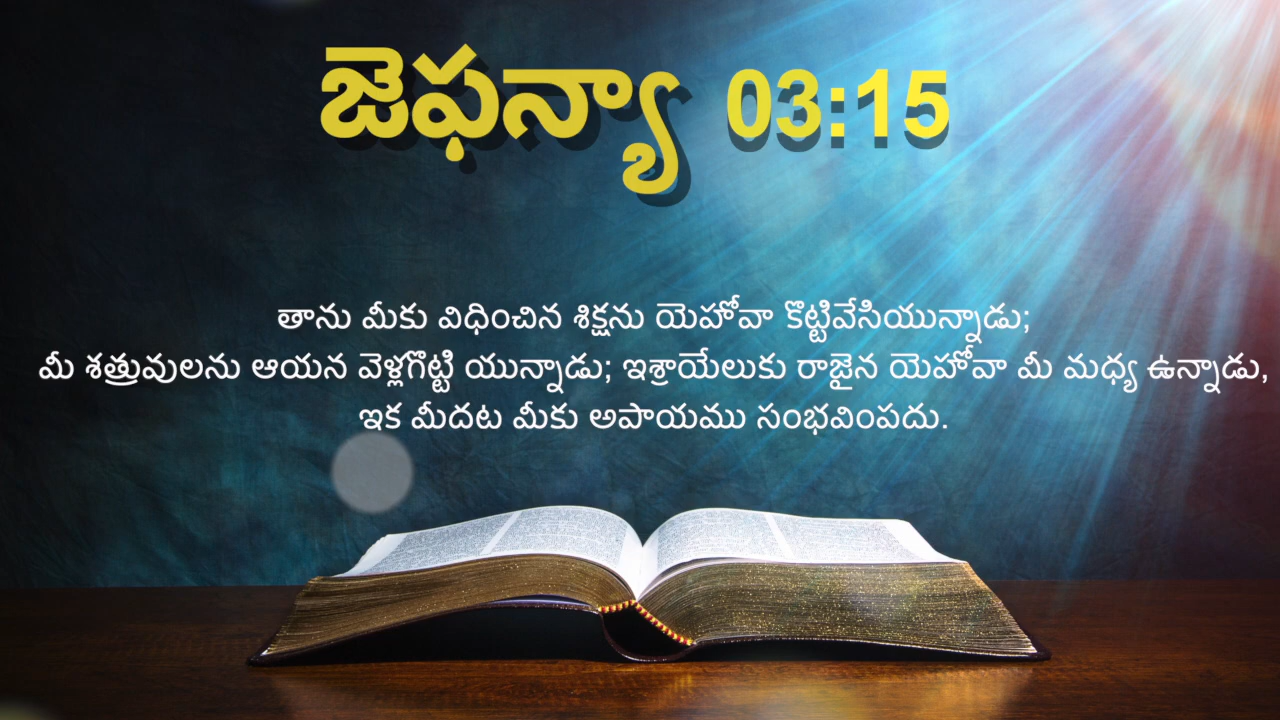 జెఫన్యా 03:15
తాను మీకు విధించిన శిక్షను యెహోవా కొట్టివేసియున్నాడు;
మీ శత్రువులను ఆయన వెళ్లగొట్టి యున్నాడు; ఇశ్రాయేలుకు రాజైన యెహోవా మీ మధ్య ఉన్నాడు,
ఇక మీదట మీకు అపాయము సంభవింపదు.